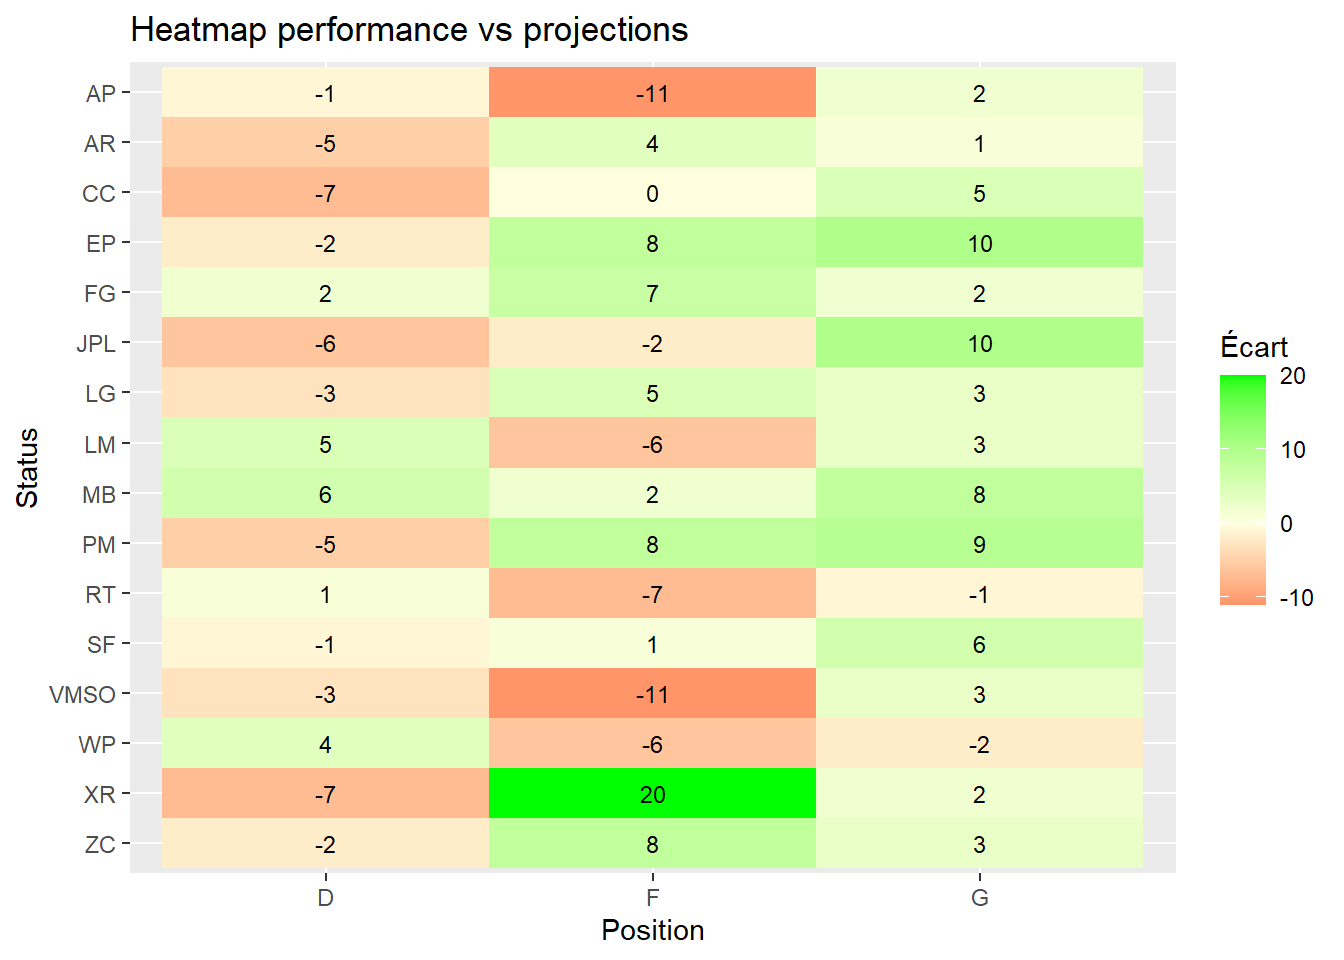 Heatmap performance vs projections
AP -1 -11 2
AR -5 4 1
CC -7 0 5
EP -2 8 10
FG 2 7 2
JPL -6 -2 10
LG -3 5 3
LM 5 -6 3
MB 6 2 8
PM -5 8 9
RT 1 -7 -1
SF -1 1 6
VMSO -3 -11 3
WP 4 -6 -2
XR -7 20 2
ZC -2 8 3
D F G
Position
Status
Écart
20
10
0
-10